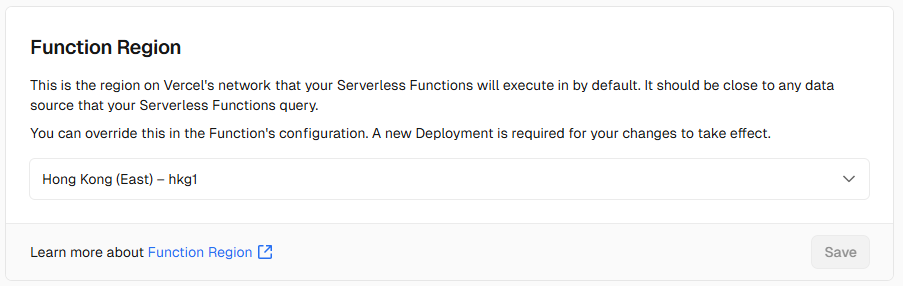 Function Region
This is the region on Vercel's network that your Serverless Functions will execute in by default. It should be close to any data
source that your Serverless Functions query.
You can override this in the Function's configuration. A new Deployment is required for your changes to take effect.
Hong Kong (East) – hkg1
Learn more about Function Region
Save